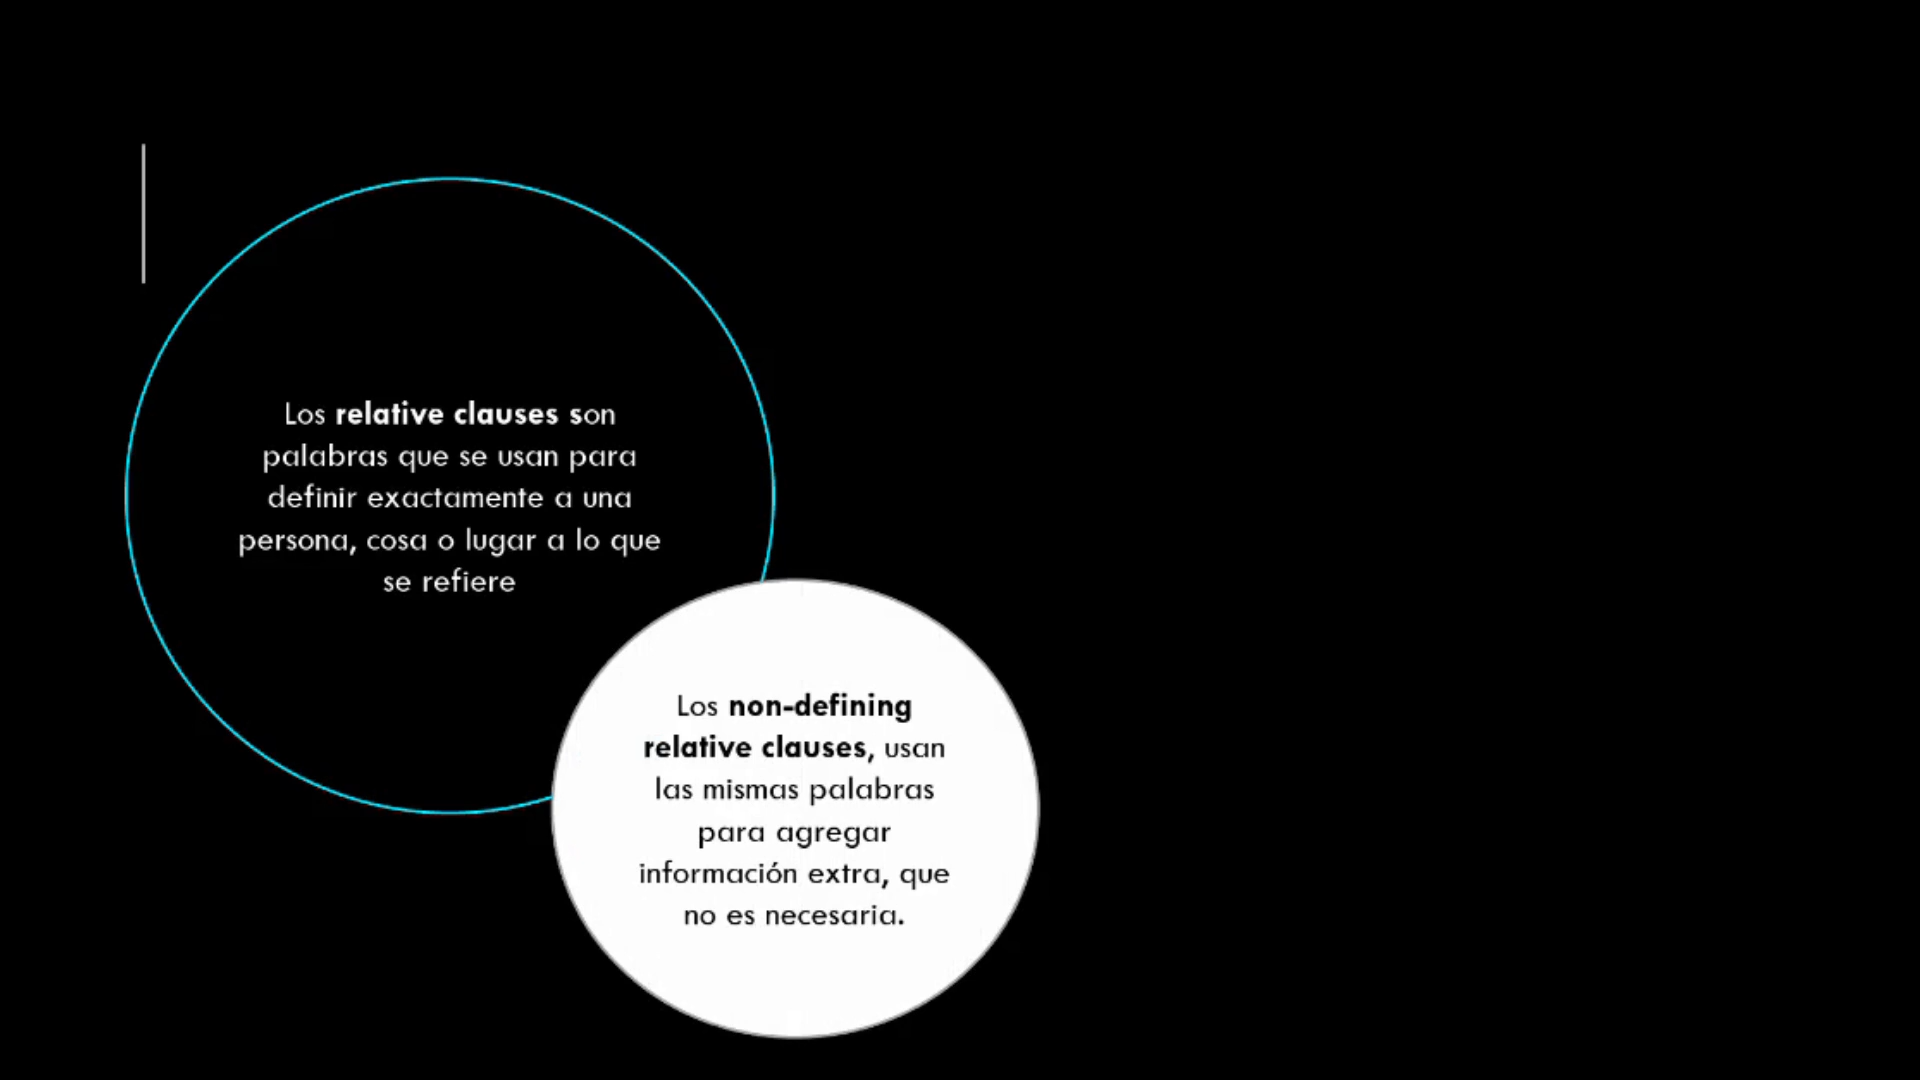 Los relative clauses son
palabras que se usan para
definir exactamente a una
persona, cosa o lugar a lo que
se refiere
Los non-defining
relative clauses, usan
las mismas palabras
para agregar
información extra, que
no es necesaria.